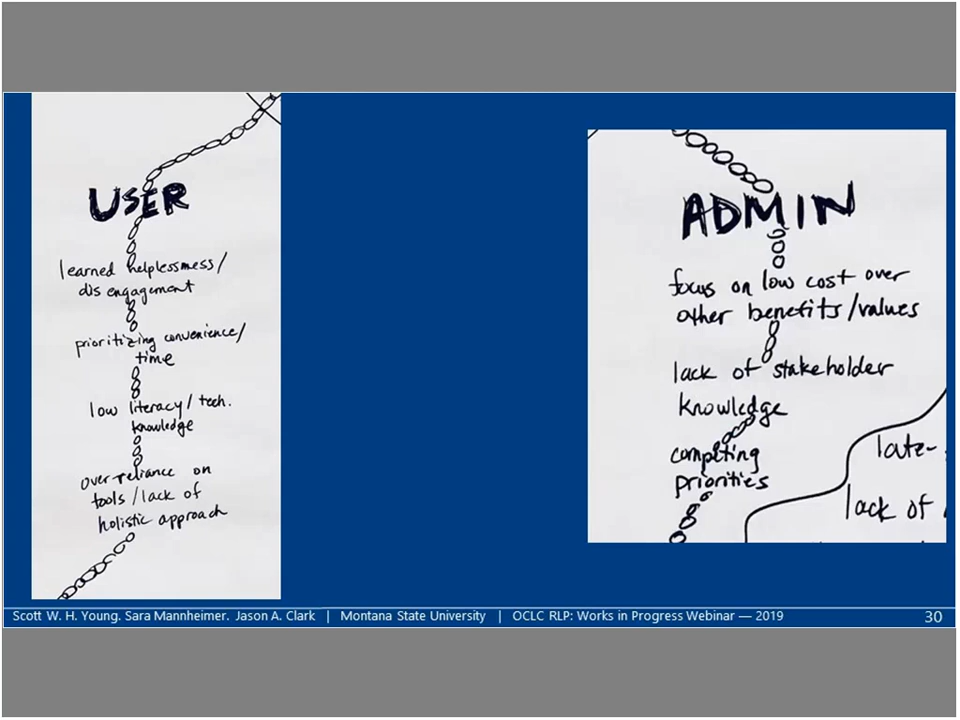 USER
learned helplessness/
disengagement
prioritizing convenience/
time
low literacy/tech.
knowledge
over-reliance on
tools/lack of
holistic approach
ADMIN
focus on low cost over
other benefits/values
lack of stakeholder
knowledge
competing
priorities
late-
lack of
Scott W. H. Young. Sara Mannheimer. Jason A. Clark | Montana State University | OCLC RLP: Works in Progress Webinar — 2019
30